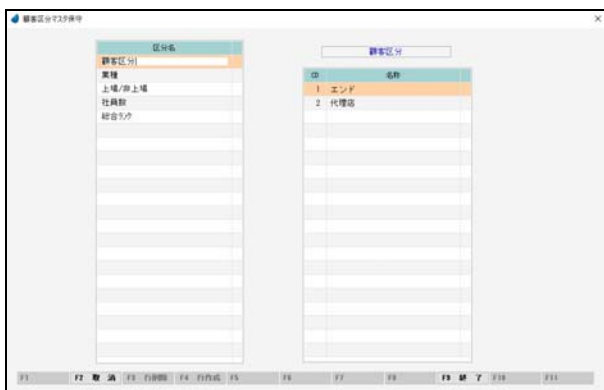 顧客区分マスタ保守
区分名
顧客区分
業種
上場/非上場
社員数
総合ランク
顧客区分
CD 名称
1 エンド
2 代理店
F1 F2 取 消 F3 行削除 F4 行作成 F5 F6 F7 F8 F9 終 了 F10 F11